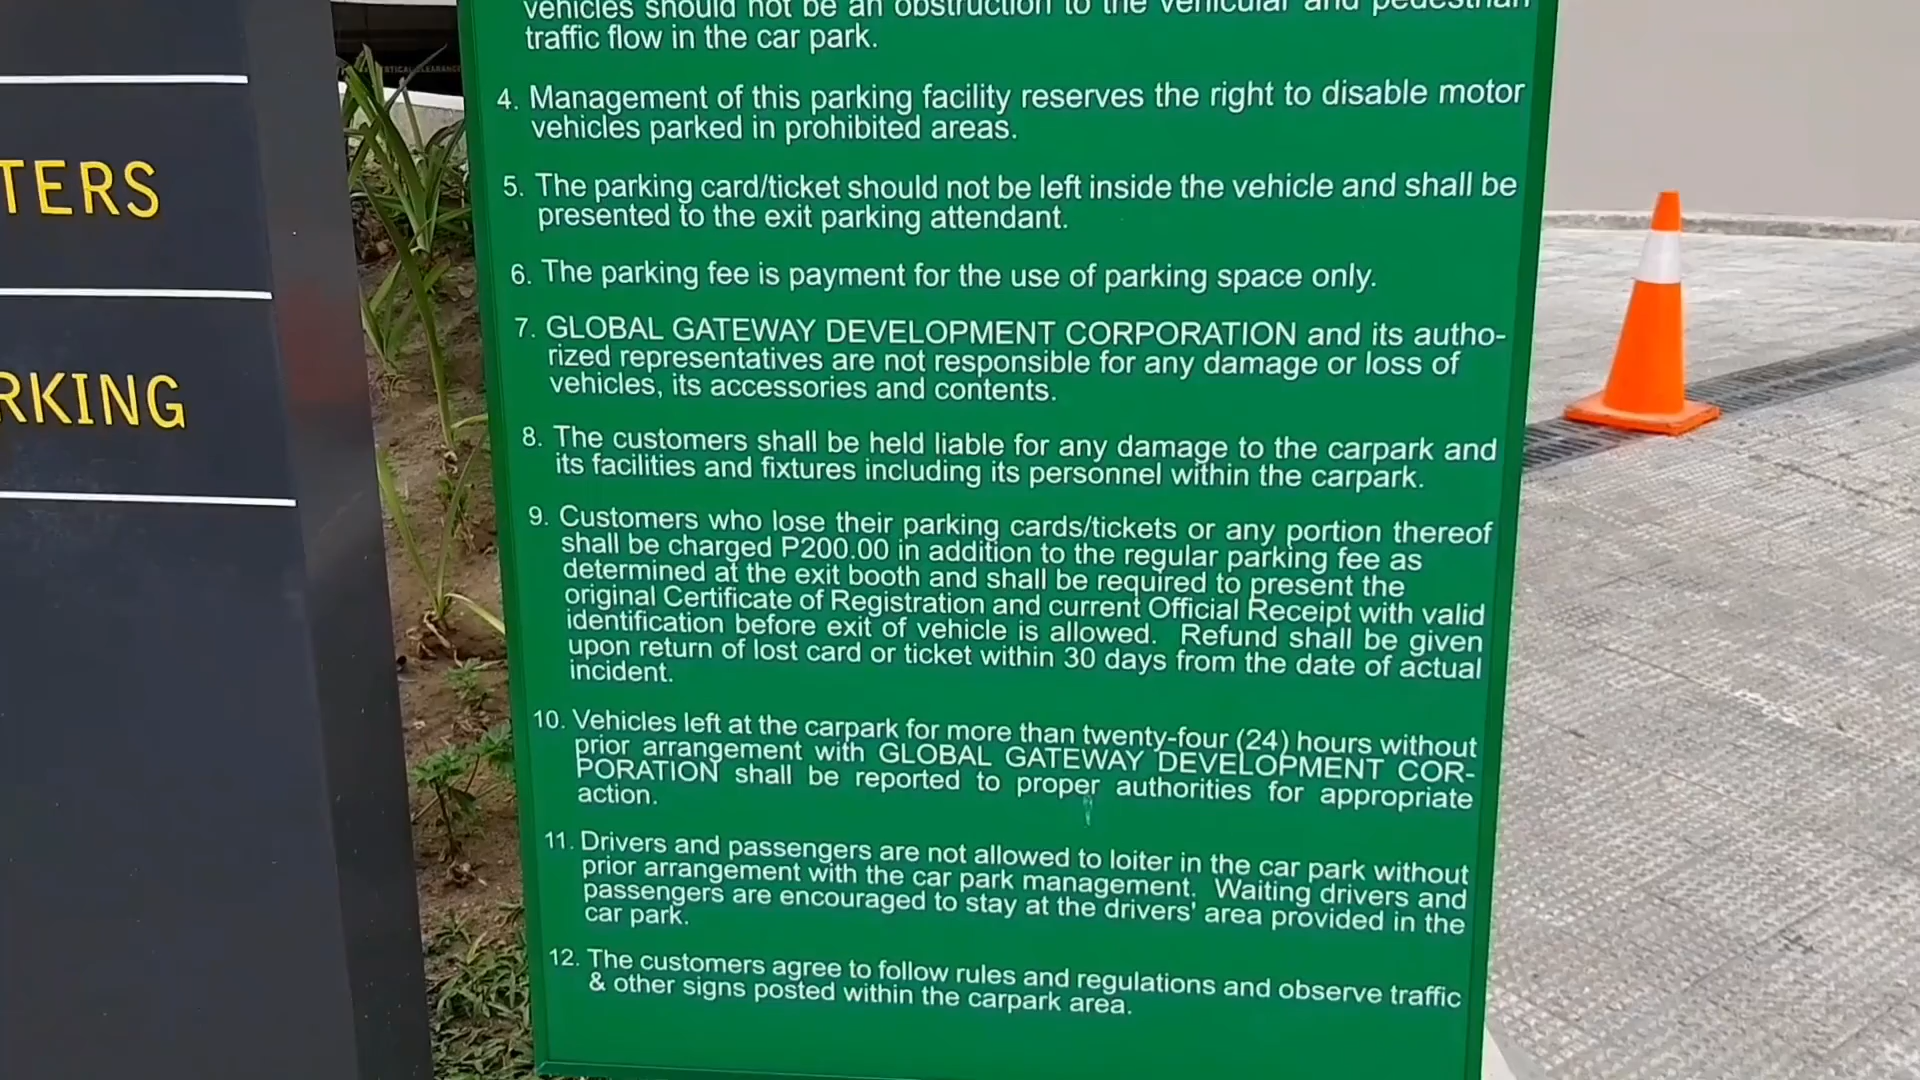 vehicles should not be an obstruction to the vehicular and pedestrian
traffic flow in the car park.
4. Management of this parking facility reserves the right to disable motor
vehicles parked in prohibited areas.
5. The parking card/ticket should not be left inside the vehicle and shall be
presented to the exit parking attendant.
6. The parking fee is payment for the use of parking space only.
7. GLOBAL GATEWAY DEVELOPMENT CORPORATION and its autho-
rized representatives are not responsible for any damage or loss of
vehicles, its accessories and contents.
8. The customers shall be held liable for any damage to the carpark and
its facilities and fixtures including its personnel within the carpark.
9. Customers who lose their parking cards/tickets or any portion thereof
shall be charged P200.00 in addition to the regular parking fee as
determined at the exit booth and shall be required to present the
original Certificate of Registration and current Official Receipt with valid
identification before exit of vehicle is allowed. Refund shall be given
upon return of lost card or ticket within 30 days from the date of actual
incident.
10. Vehicles left at the carpark for more than twenty-four (24) hours without
prior arrangement with GLOBAL GATEWAY DEVELOPMENT COR-
PORATION shall be reported to proper authorities for appropriate
action.
11. Drivers and passengers are not allowed to loiter in the car park without
prior arrangement with the car park management. Waiting drivers and
passengers are encouraged to stay at the drivers' area provided in the
car park.
12. The customers agree to follow rules and regulations and observe traffic
& other signs posted within the carpark area.
TERS
RKING